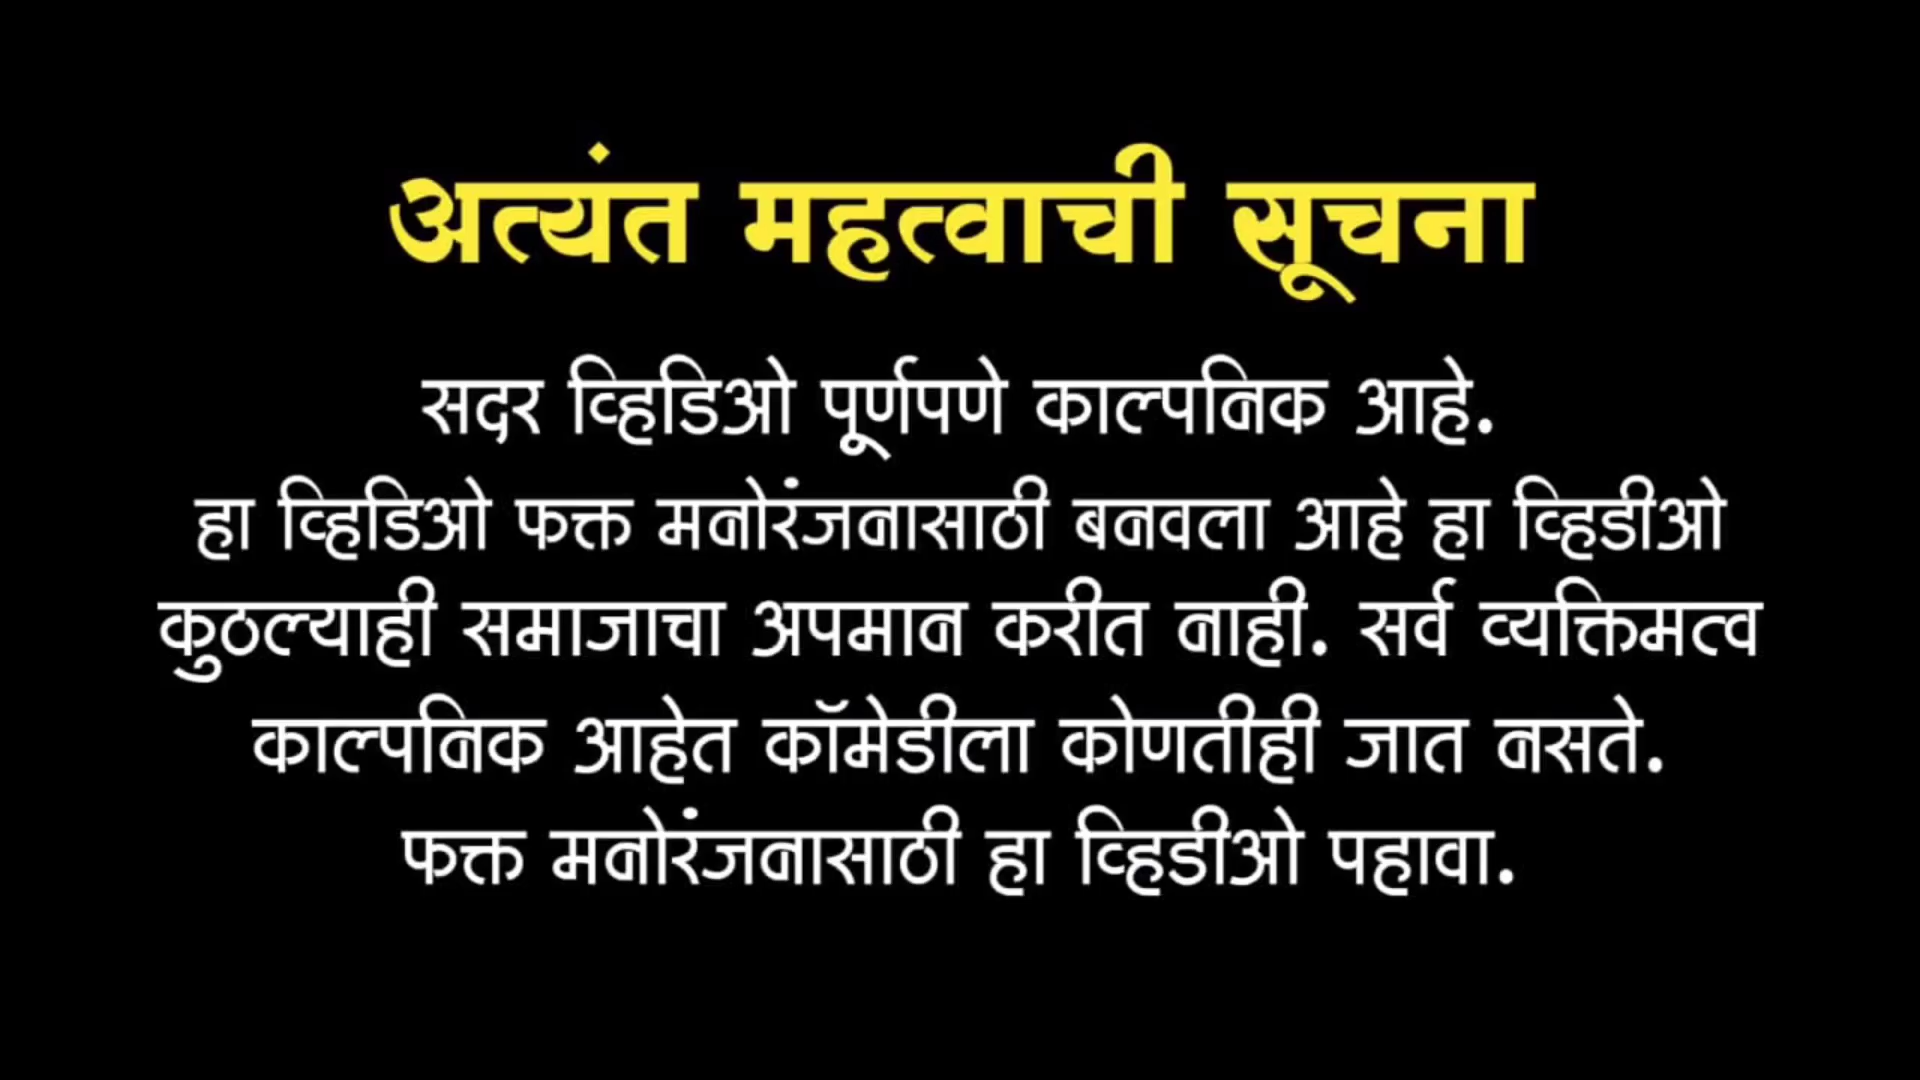 अत्यंत महत्वाची सूचना
सदर व्हिडिओ पूर्णपणे काल्पनिक आहे.
हा व्हिडिओ फक्त मनोरंजनासाठी बनवला आहे हा व्हिडीओ
कुठल्याही समाजाचा अपमान करीत नाही. सर्व व्यक्तिमत्व
काल्पनिक आहेत कॉमेडीला कोणतीही जात नसते.
फक्त मनोरंजनासाठी हा व्हिडीओ पहावा.